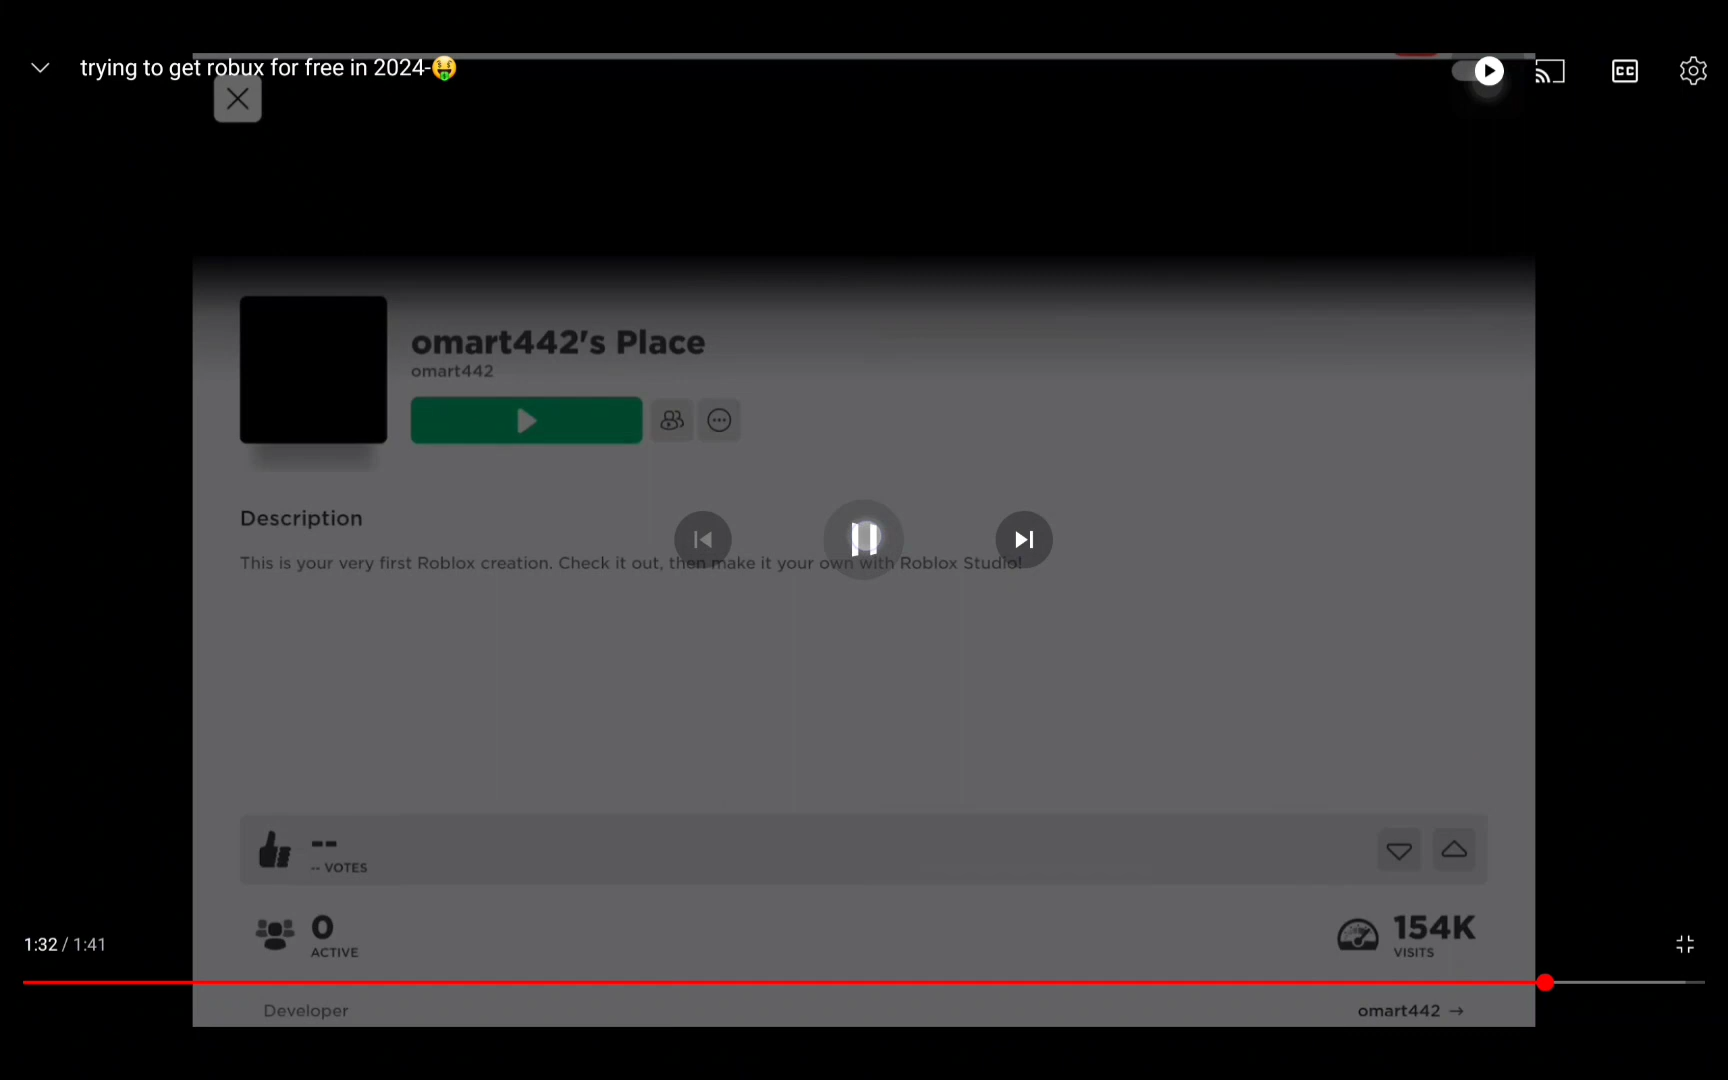 trying to get robux for free in 2024-🤑
CC
omart442's Place
omart442
Description
This is your very first Roblox creation. Check it out, then make it your own with Roblox Studio!
--
-- VOTES
0
ACTIVE
154K
VISITS
1:32 / 1:41
Developer
omart442 →